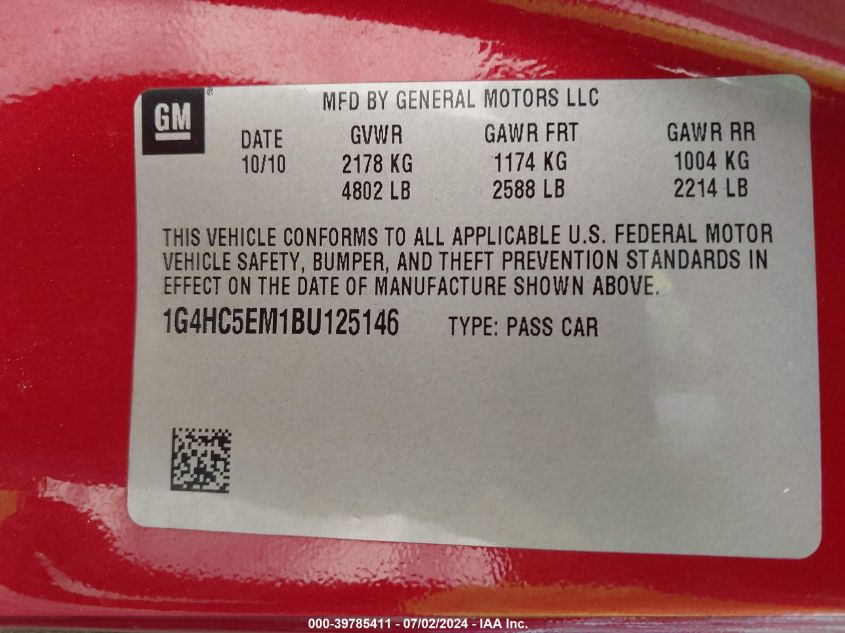 GM
MFD BY GENERAL MOTORS LLC
DATE GVWR GAWR FRT GAWR RR
10/10 2178 KG 1174 KG 1004 KG
4802 LB 2588 LB 2214 LB
THIS VEHICLE CONFORMS TO ALL APPLICABLE U.S. FEDERAL MOTOR
VEHICLE SAFETY, BUMPER, AND THEFT PREVENTION STANDARDS IN
EFFECT ON THE DATE OF MANUFACTURE SHOWN ABOVE.
1G4HC5EM1BU125146 TYPE: PASS CAR
000-39785411 - 07/02/2024 - IAA Inc.